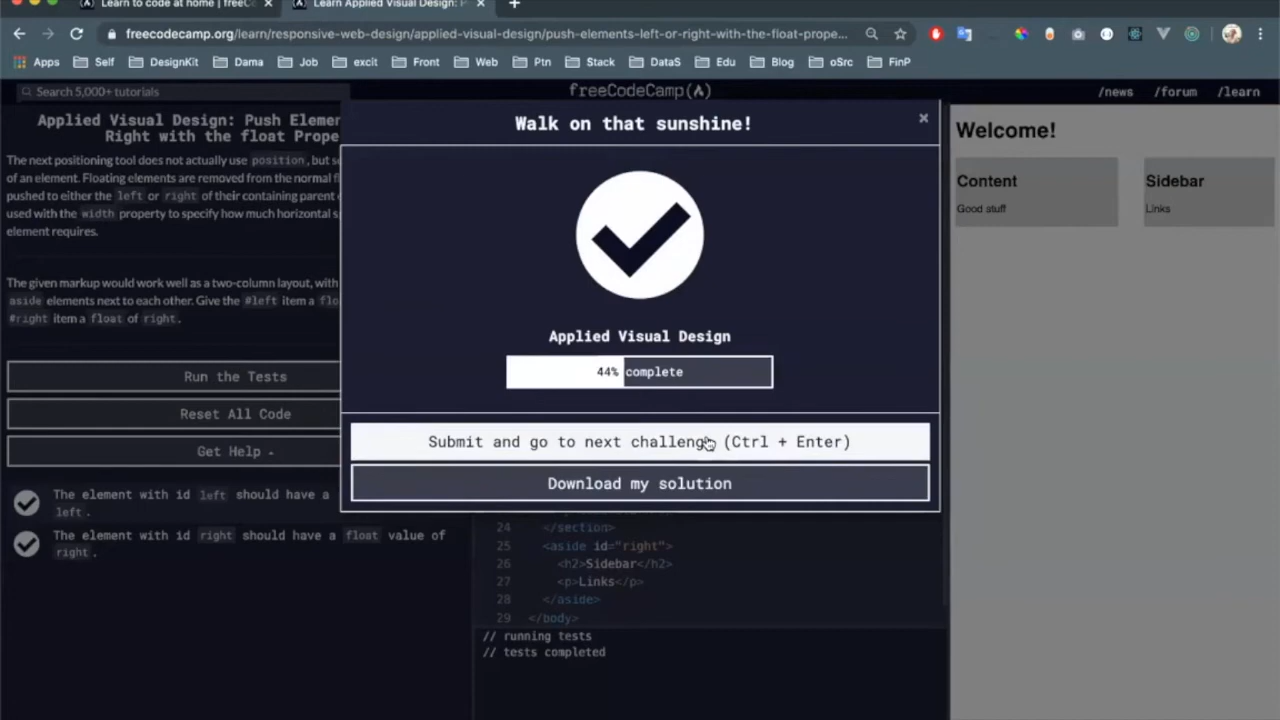 Learn to code at home | freeC
Learn Applied Visual Design: P
freecodecamp.org/learn/responsive-web-design/applied-visual-design/push-elements-left-or-right-with-the-float-prope...
Apps Self DesignKit Dama Job excit Front Web Ptn Stack DataS Edu Blog oSrc FinP
Search 5,000+ tutorials
freeCodeCamp(🔥)
/news /forum /learn
Applied Visual Design: Push Eleme
Right with the float Prope
The next positioning tool does not actually use position, but s
of an element. Floating elements are removed from the normal f
pushed to either the left or right of their containing parent
used with the width property to specify how much horizontal s
element requires.
The given markup would work well as a two-column layout, with
aside elements next to each other. Give the #left item a flo
#right item a float of right.
Run the Tests
Reset All Code
Get Help
The element with id left should have a
left.
The element with id right should have a float value of
right.
Walk on that sunshine!
×
Applied Visual Design
44% complete
Submit and go to next challenge (Ctrl + Enter)
Download my solution
24 </section>
25 <aside id="right">
26 <h2>Sidebar</h2>
27 <p>Links</p>
28 </aside>
29 </body>
// running tests
// tests completed
Welcome!
Content
Good stuff
Sidebar
Links